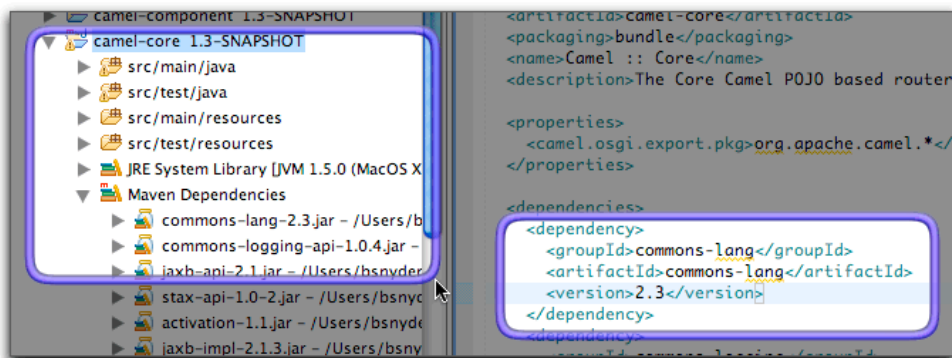 camel-component 1.3-SNAPSHOT
camel-core 1.3-SNAPSHOT
src/main/java
src/test/java
src/main/resources
src/test/resources
JRE System Library [JVM 1.5.0 (MacOS X
Maven Dependencies
commons-lang-2.3.jar – /Users/b
commons-logging-api-1.0.4.jar –
jaxb-api-2.1.jar – /Users/bsnyder
stax-api-1.0-2.jar – /Users/bsnyd
activation-1.1.jar – /Users/bsnyde
jaxb-impl-2.1.3.jar – /Users/bsny
<artifactId>camel-core</artifactId>
<packaging>bundle</packaging>
<name>Camel :: Core</name>
<description>The Core Camel POJO based router
<properties>
<camel.osgi.export.pkg>org.apache.camel.*</
</properties>
<dependencies>
<dependency>
<groupId>commons-lang</groupId>
<artifactId>commons-lang</artifactId>
<version>2.3</version>
</dependency>
<dependency>
<groupId>commons-logging</groupId